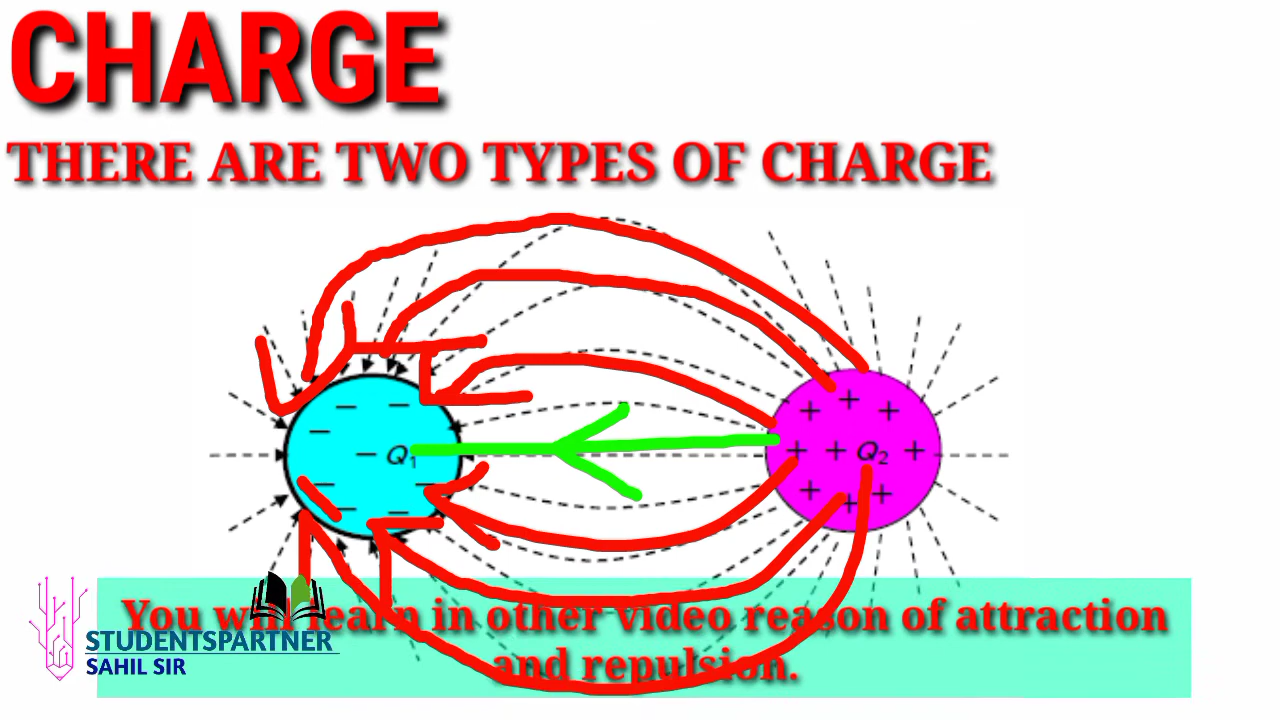 CHARGE
THERE ARE TWO TYPES OF CHARGE
Q1
Q2
You will learn in other video reason of attraction
and repulsion.
STUDENTSPARTNER
SAHIL SIR